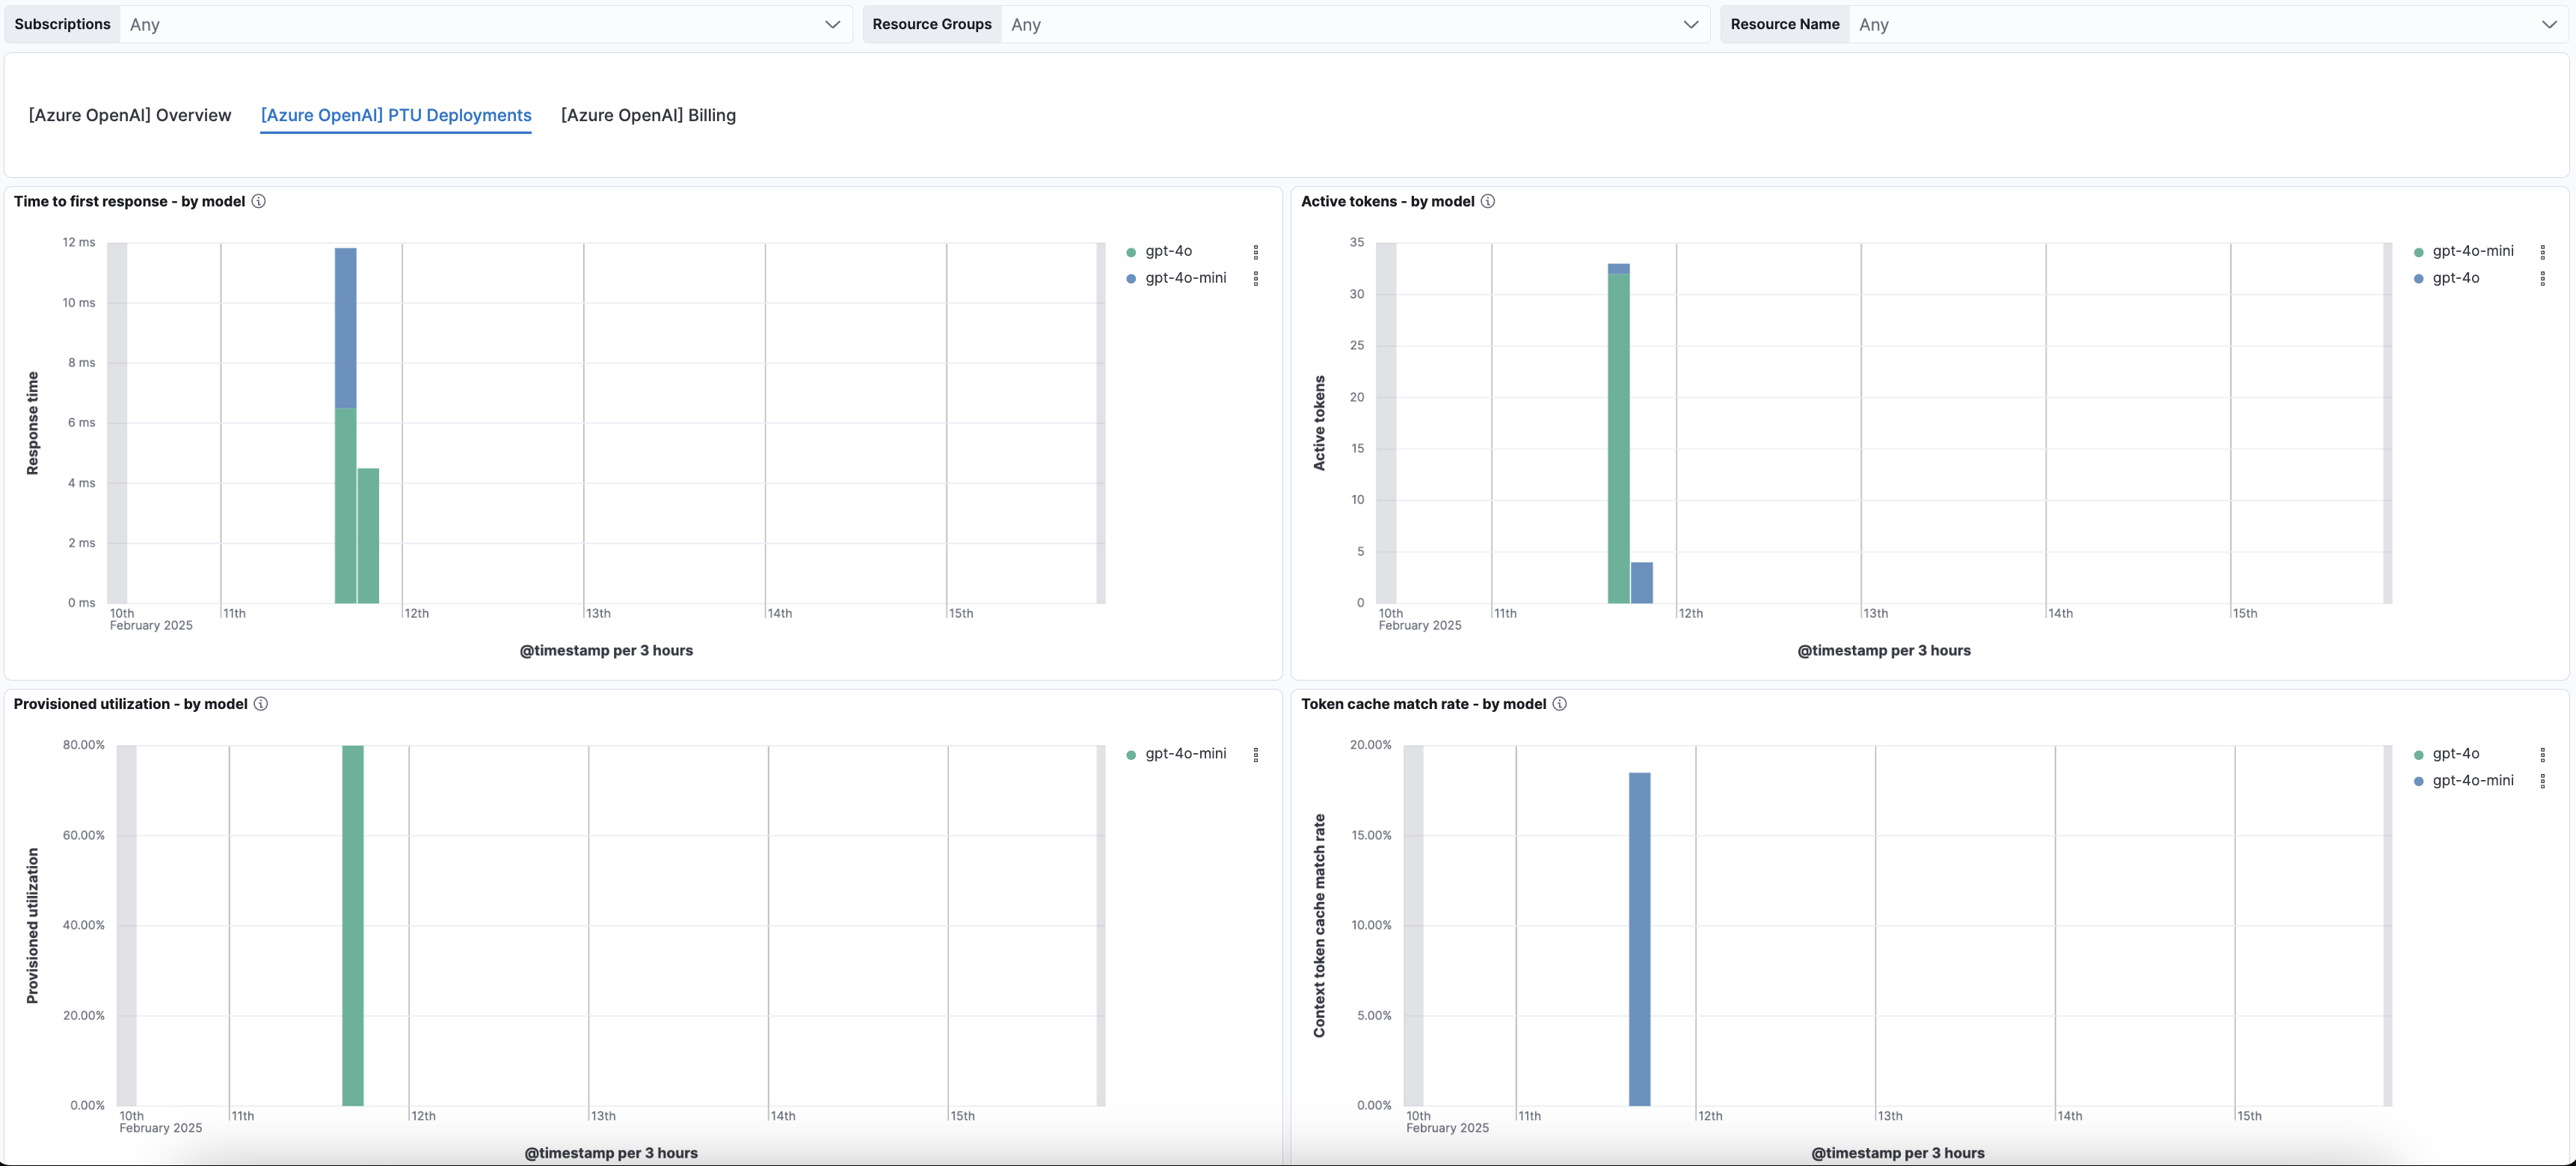 Subscriptions Any Resource Groups Any Resource Name Any
[Azure OpenAI] Overview [Azure OpenAI] PTU Deployments [Azure OpenAI] Billing
Time to first response - by model
12 ms
10 ms
8 ms
6 ms
4 ms
2 ms
0 ms
Response time
10th 11th 12th 13th 14th 15th
February 2025
@timestamp per 3 hours
gpt-4o
gpt-4o-mini
Active tokens - by model
35
30
25
20
15
10
5
0
Active tokens
10th 11th 12th 13th 14th 15th
February 2025
@timestamp per 3 hours
gpt-4o-mini
gpt-4o
Provisioned utilization - by model
80.00%
60.00%
40.00%
20.00%
0.00%
Provisioned utilization
10th 11th 12th 13th 14th 15th
February 2025
@timestamp per 3 hours
gpt-4o-mini
Token cache match rate - by model
20.00%
15.00%
10.00%
5.00%
0.00%
Context token cache match rate
10th 11th 12th 13th 14th 15th
February 2025
@timestamp per 3 hours
gpt-4o
gpt-4o-mini